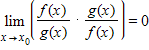 lim x→x₀ ( f(x)/g(x) · g(x)/f(x) ) = 0